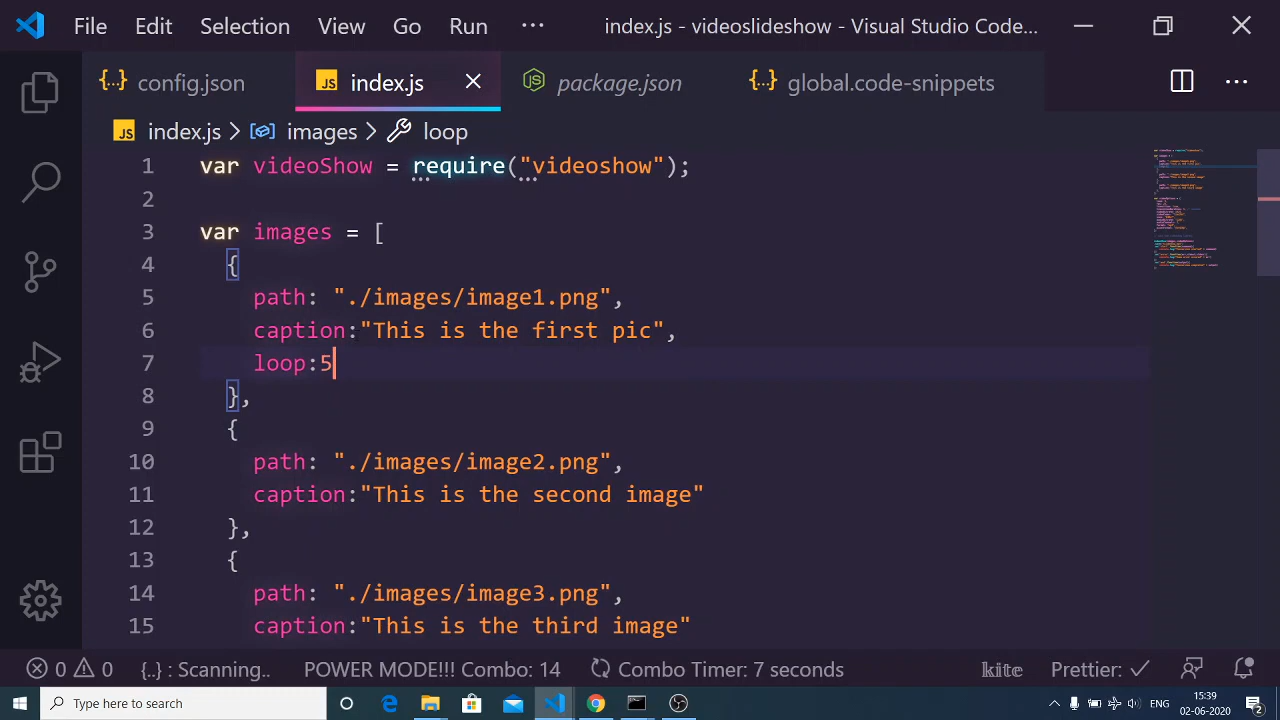 File Edit Selection View Go Run ··· index.js - videoslideshow - Visual Studio Code...
{..} config.json JS index.js package.json {..} global.code-snippets ···
JS index.js > images > loop
1 var videoShow = require("videoshow");
2
3 var images = [
4 {
5 path: "./images/image1.png",
6 caption:"This is the first pic",
7 loop:5
8 },
9 {
10 path: "./images/image2.png",
11 caption:"This is the second image"
12 },
13 {
14 path: "./images/image3.png",
15 caption:"This is the third image"
0 0 {..} : Scanning.. POWER MODE!!! Combo: 14 Combo Timer: 7 seconds kite Prettier: ✓
Type here to search ENG 15:39
02-06-2020 2